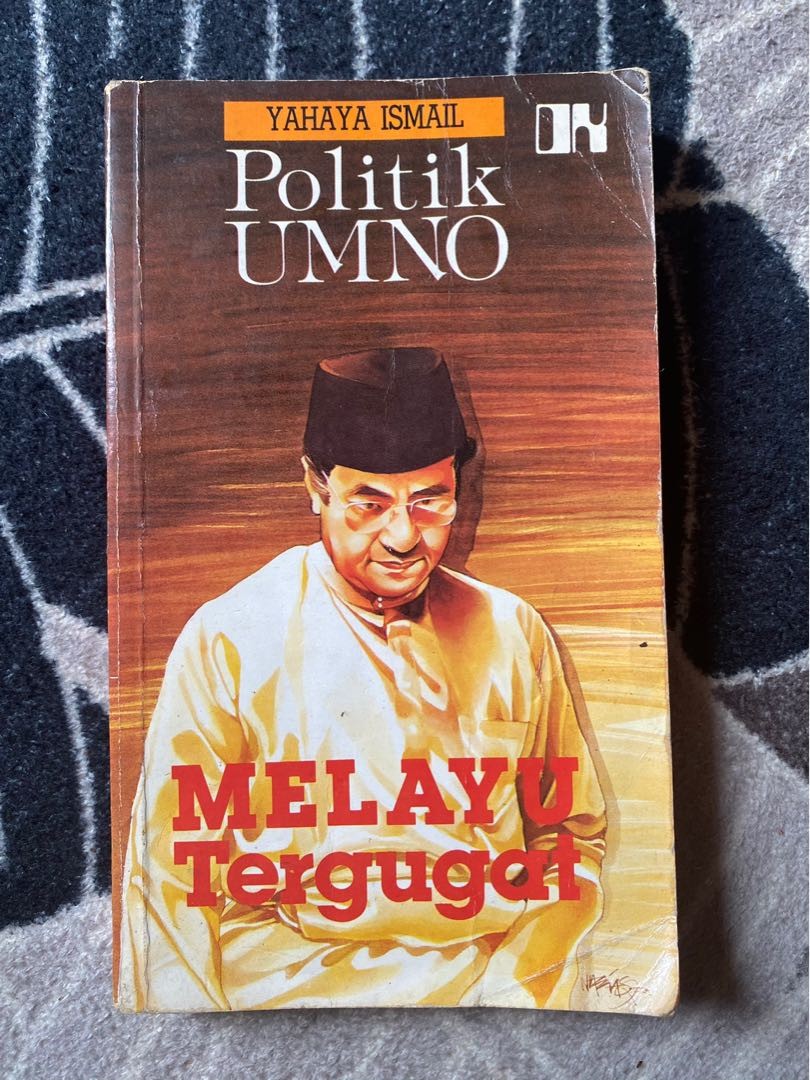 YAHAYA ISMAIL
Politik
UMNO
MELAYU
Tergugat